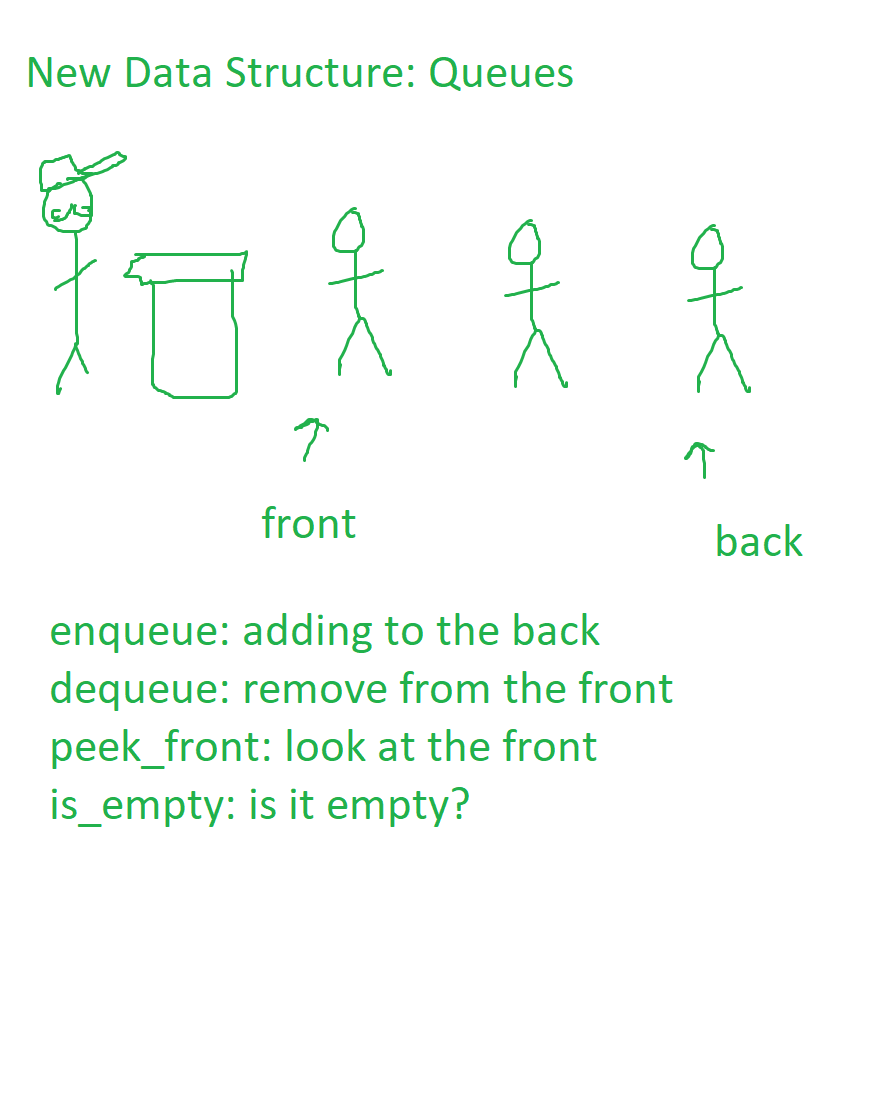 New Data Structure: Queues
front
back
enqueue: adding to the back
dequeue: remove from the front
peek_front: look at the front
is_empty: is it empty?